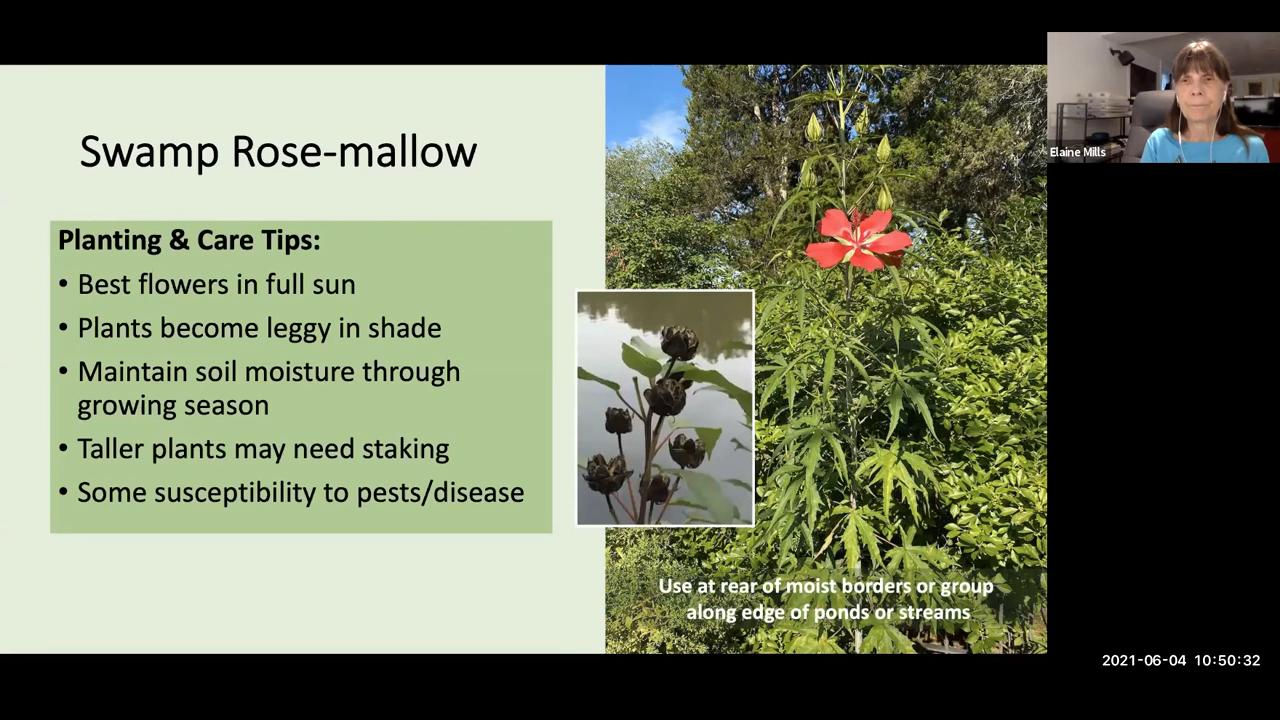 Swamp Rose-mallow
Planting & Care Tips:
• Best flowers in full sun
• Plants become leggy in shade
• Maintain soil moisture through
growing season
• Taller plants may need staking
• Some susceptibility to pests/disease
Use at rear of moist borders or group
along edge of ponds or streams
Elaine Mills
2021-06-04 10:50:32